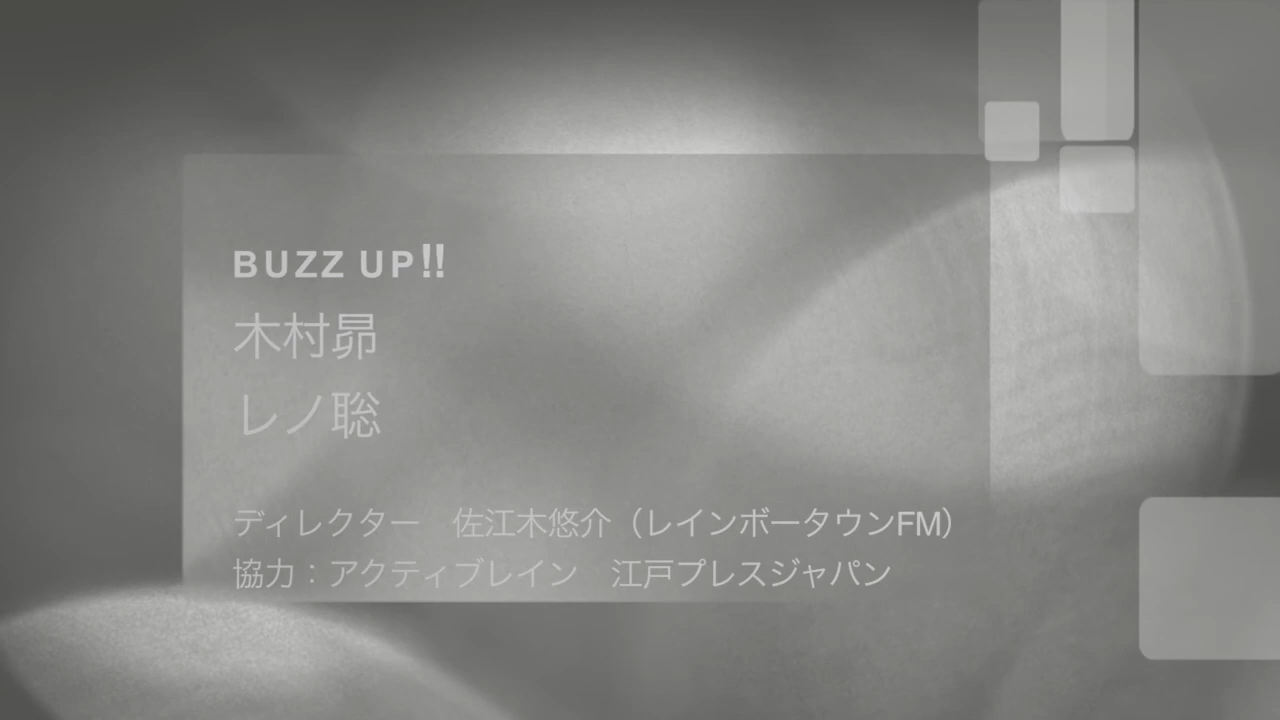 BUZZ UP!!
木村昴
レノ聡
ディレクター　佐江木悠介（レインボータウンFM）
協力：アクティブレイン　江戸プレスジャパン